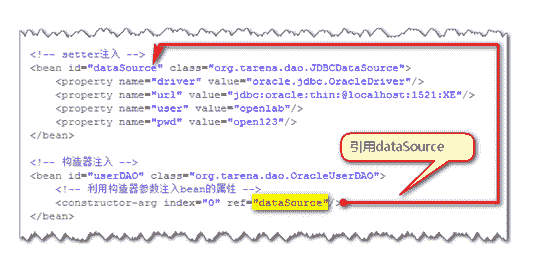 <!-- setter注入 -->
<bean id="dataSource" class="org.tarena.dao.JDBCDataSource">
<property name="driver" value="oracle.jdbc.OracleDriver"/>
<property name="url" value="jdbc:oracle:thin:@localhost:1521:XE"/>
<property name="user" value="openlab"/>
<property name="pwd" value="open123"/>
</bean>
引用dataSource
<!-- 构造器注入 -->
<bean id="userDAO" class="org.tarena.dao.OracleUserDAO">
<!-- 利用构造器参数注入bean的属性 -->
<constructor-arg index="0" ref="dataSource"/>
</bean>